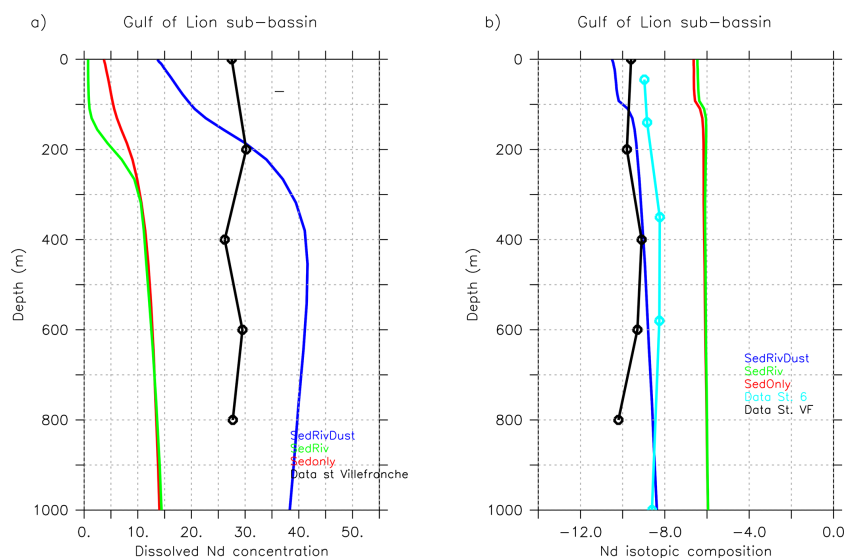 a)
Gulf of Lion sub-basin
0
200
400
600
800
1000
Depth (m)
0. 10. 20. 30. 40. 50.
Dissolved Nd concentration
SedRivDust
SedRiv
Sedonly
Data st Villefranche
b)
Gulf of Lion sub-basin
0
200
400
600
800
1000
Depth (m)
-12.0 -8.0 -4.0 0.0
Nd isotopic composition
SedRivDust
SedRiv
SedOnly
Data St. 6
Data St. VF